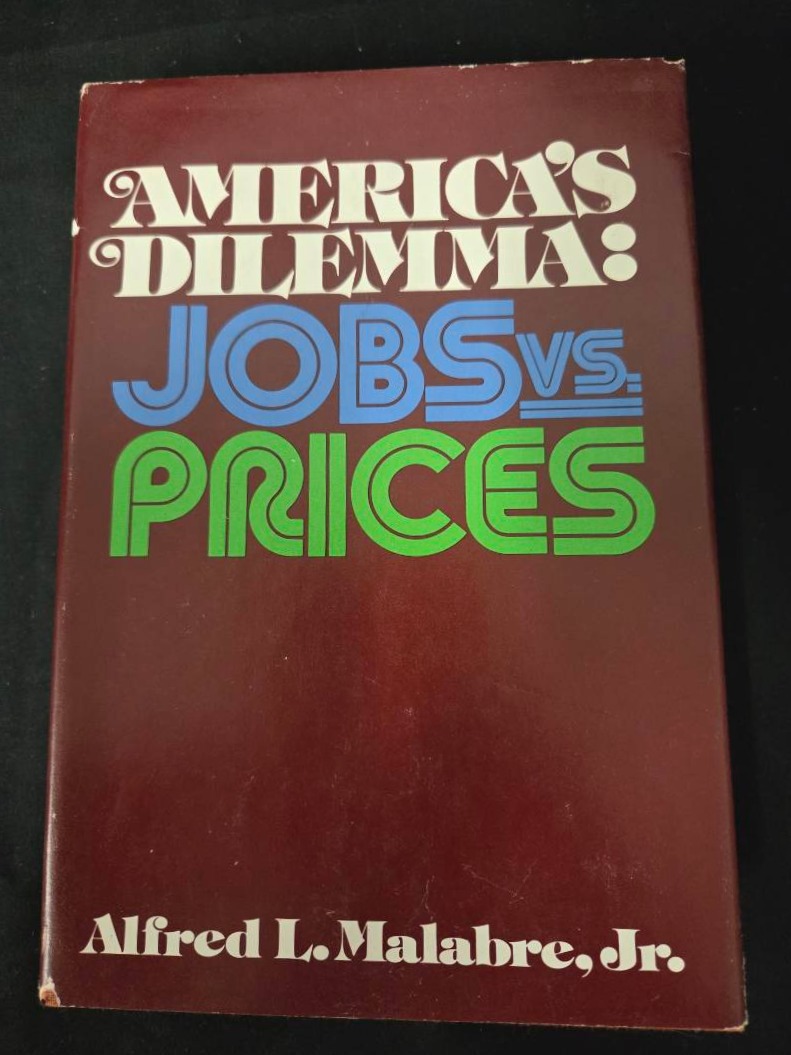 AMERICA'S
DILEMMA:
JOBS VS.
PRICES
Alfred L. Malabre, Jr.